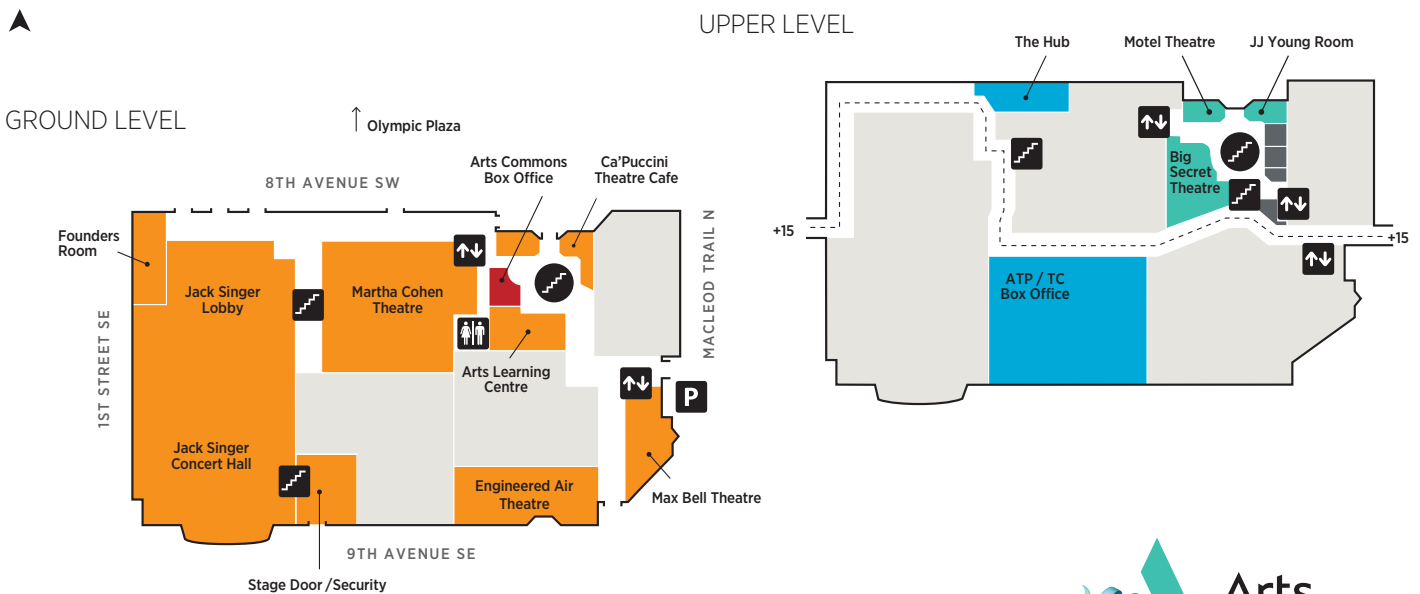 UPPER LEVEL
The Hub
Motel Theatre
JJ Young Room
GROUND LEVEL
Olympic Plaza
Arts Commons
Box Office
Ca'Puccini
Theatre Cafe
8TH AVENUE SW
Founders
Room
Jack Singer
Lobby
Martha Cohen
Theatre
1ST STREET SE
MACLEOD TRAIL N
Arts Learning
Centre
P
Jack Singer
Concert Hall
Engineered Air
Theatre
Max Bell Theatre
9TH AVENUE SE
Stage Door /Security
Big
Secret
Theatre
+15
+15
ATP / TC
Box Office
Arts